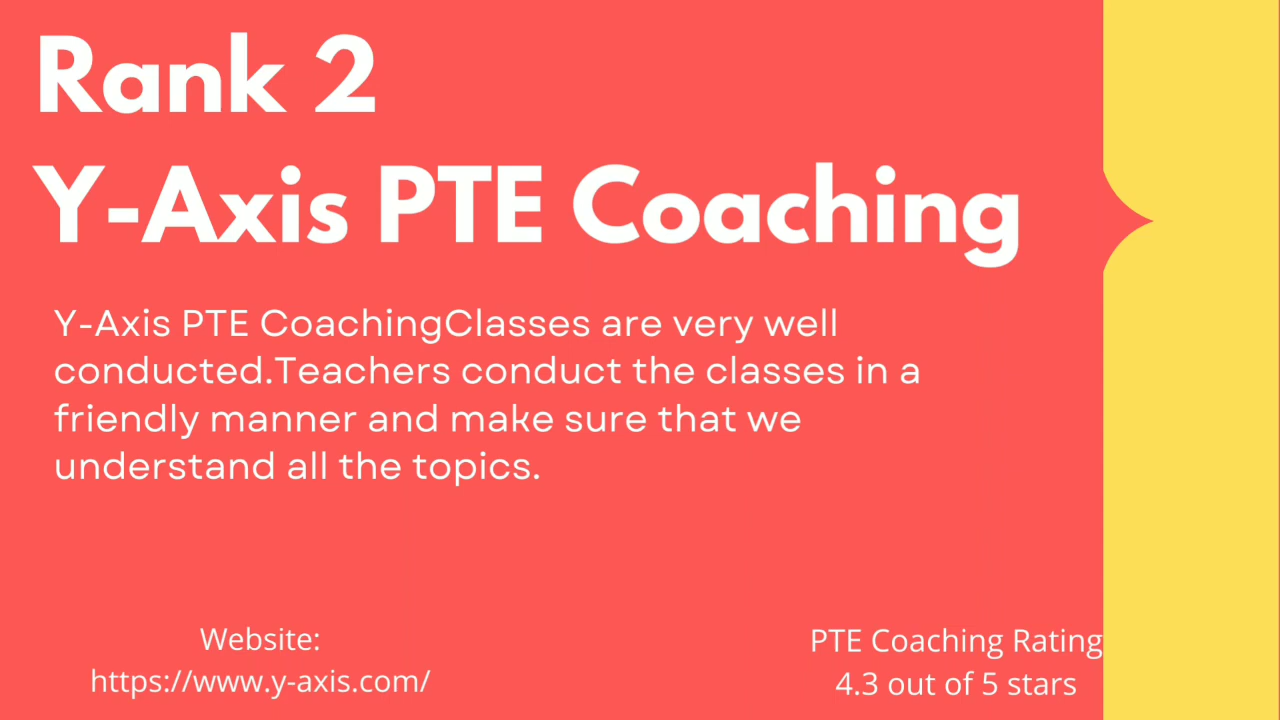 Rank 2
Y-Axis PTE Coaching
Y-Axis PTE CoachingClasses are very well
conducted.Teachers conduct the classes in a
friendly manner and make sure that we
understand all the topics.
Website:
https://www.y-axis.com/
PTE Coaching Rating
4.3 out of 5 stars